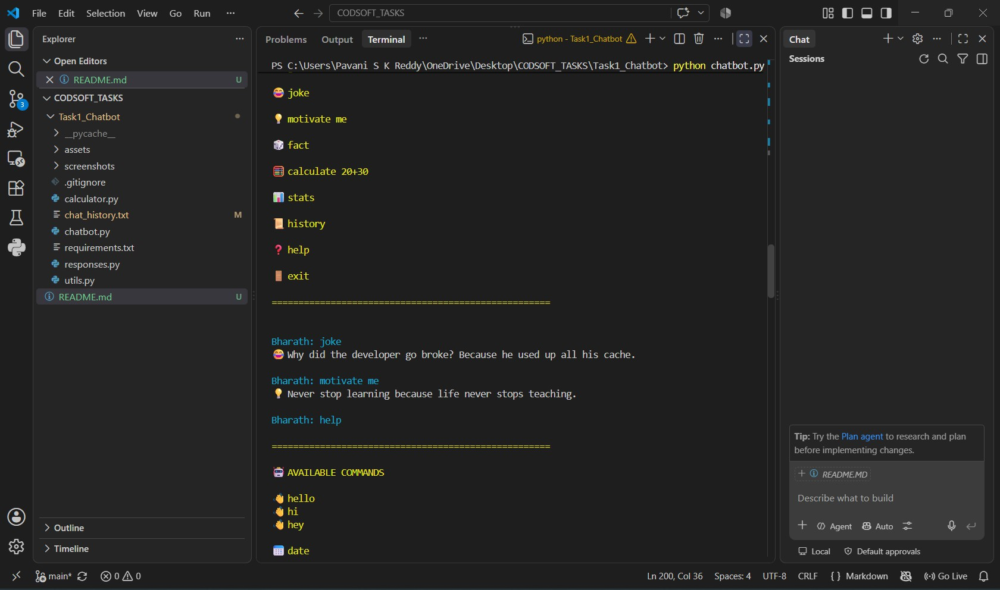 File Edit Selection View Go Run ...
CODSOFT_TASKS
Explorer
Open Editors
README.md U
CODSOFT_TASKS
Task1_Chatbot
__pycache__
assets
screenshots
.gitignore
calculator.py
chat_history.txt M
chatbot.py
requirements.txt
responses.py
utils.py
README.md U
Outline
Timeline
3
Problems Output Terminal ...
python - Task1_Chatbot
PS C:\Users\Pavani S K Reddy\OneDrive\Desktop\CODSOFT_TASKS\Task1_Chatbot> python chatbot.py
😂 joke
💡 motivate me
🎲 fact
🧮 calculate 20+30
📊 stats
📜 history
❓ help
🚪 exit
====================================================
Bharath: joke
😂 Why did the developer go broke? Because he used up all his cache.
Bharath: motivate me
💡 Never stop learning because life never stops teaching.
Bharath: help
====================================================
🤖 AVAILABLE COMMANDS
👋 hello
👋 hi
👋 hey
📅 date
Chat
Sessions
Tip: Try the Plan agent to research and plan
before implementing changes.
README.MD
Describe what to build
Agent Auto
Local Default approvals
main* 0 0
Ln 200, Col 36 Spaces: 4 UTF-8 CRLF { } Markdown Go Live